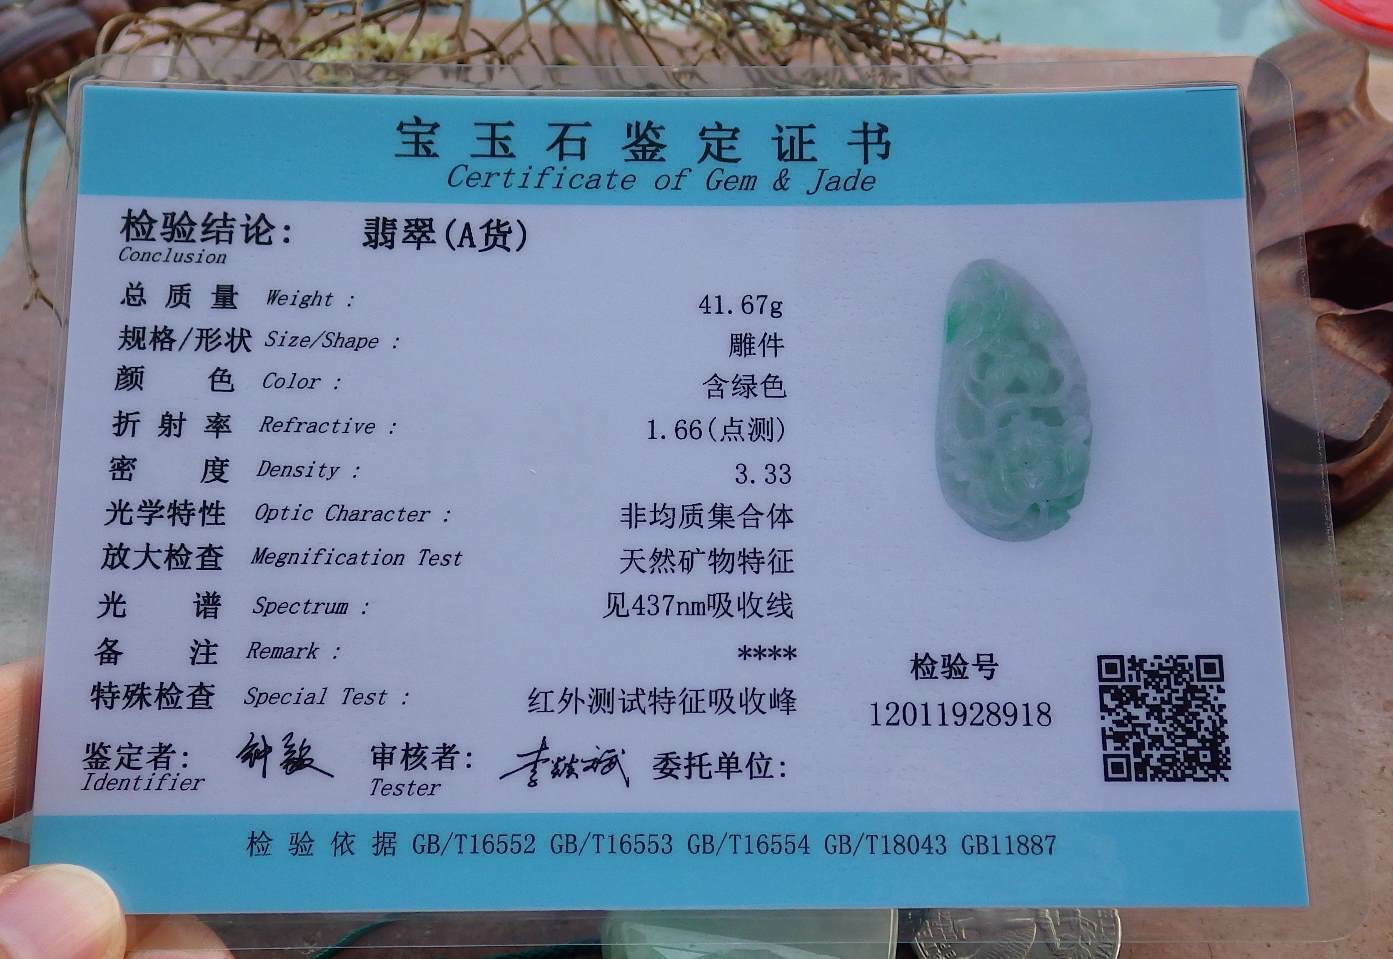 宝玉石鉴定证书
Certificate of Gem & Jade
检验结论: 翡翠(A货)
Conclusion
总质量 Weight : 41.67g
规格/形状 Size/Shape : 雕件
颜色 Color : 含绿色
折射率 Refractive : 1.66(点测)
密度 Density : 3.33
光学特性 Optic Character : 非均质集合体
放大检查 Megnification Test 天然矿物特征
光谱 Spectrum : 见437nm吸收线
备注 Remark : ****
特殊检查 Special Test : 红外测试特征吸收峰
检验号
12011928918
鉴定者: 审核者: 委托单位:
Identifier Tester
检验依据 GB/T16552 GB/T16553 GB/T16554 GB/T18043 GB11887